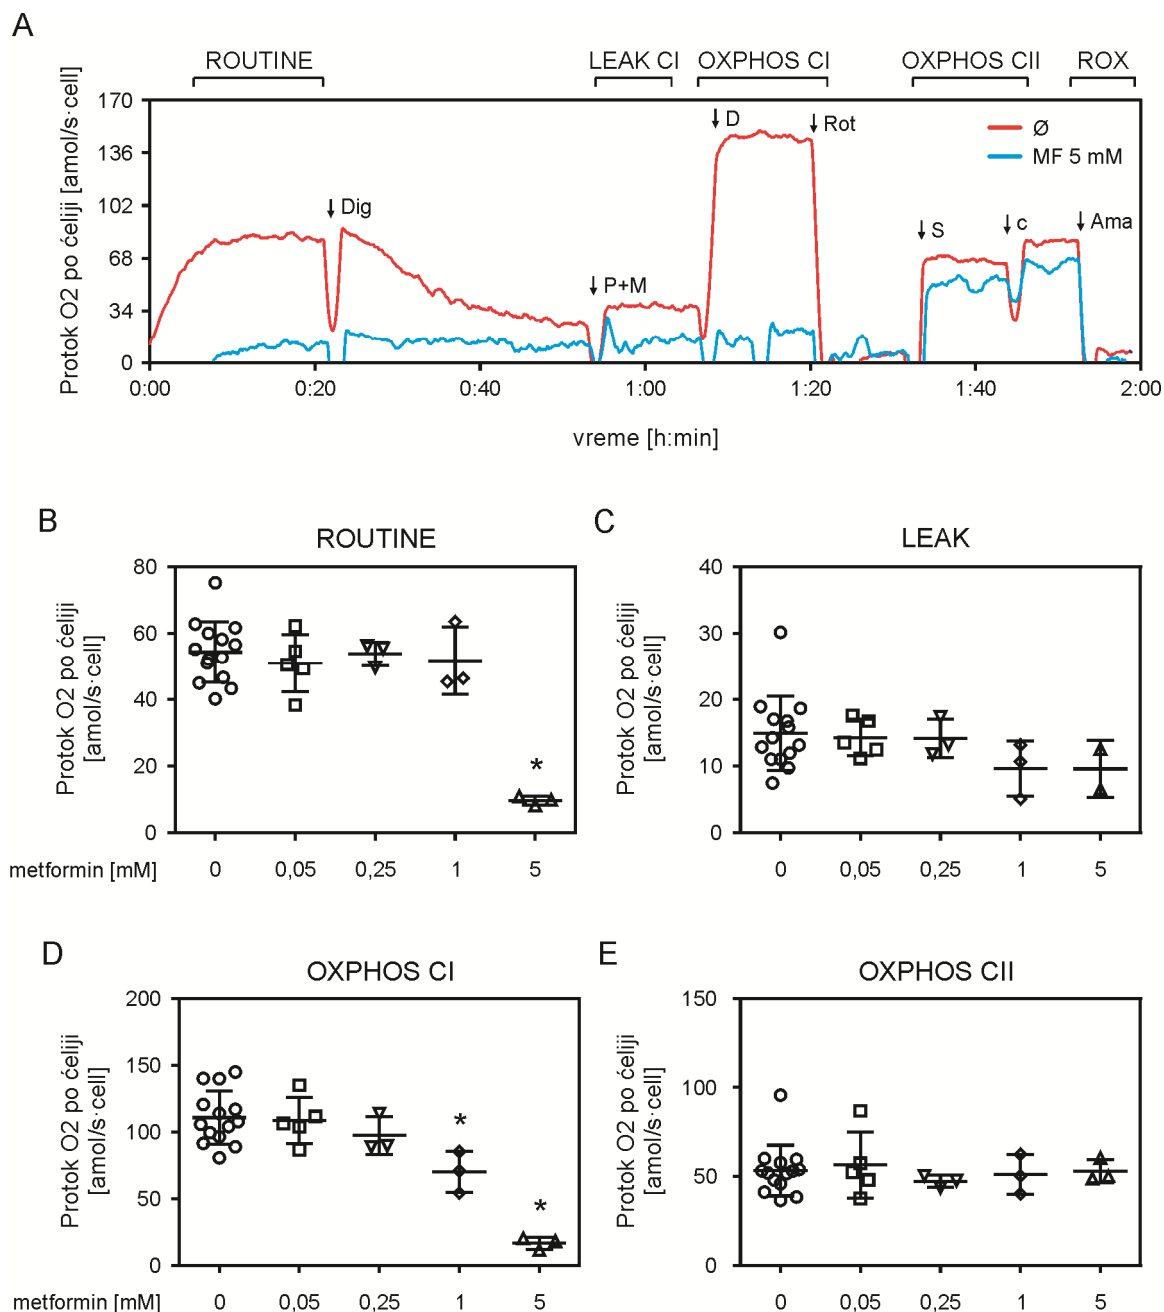 A
ROUTINE
LEAK CI
OXPHOS CI
OXPHOS CII
ROX
Protok O2 po ćeliji [amol/s·cell]
170
136
102
68
34
0
Dig
P+M
D
Rot
S
c
Ama
Ø
MF 5 mM
0:00
0:20
0:40
1:00
1:20
1:40
2:00
vreme [h:min]
B
ROUTINE
Protok O2 po ćeliji
[amol/s·cell]
80
60
40
20
0
*
metformin [mM]
0
0,05
0,25
1
5
C
LEAK
Protok O2 po ćeliji
[amol/s·cell]
40
30
20
10
0
0
0,05
0,25
1
5
D
OXPHOS CI
Protok O2 po ćeliji
[amol/s·cell]
200
150
100
50
0
*
*
metformin [mM]
0
0,05
0,25
1
5
E
OXPHOS CII
Protok O2 po ćeliji
[amol/s·cell]
150
100
50
0
0
0,05
0,25
1
5